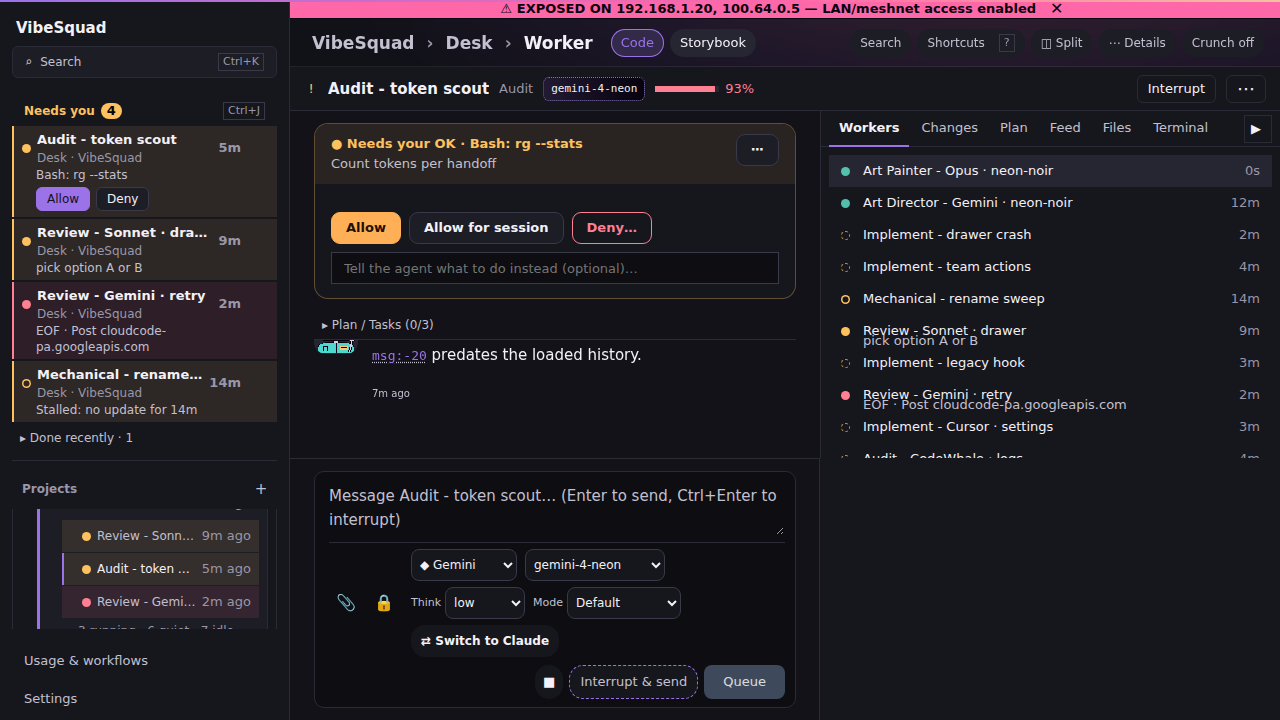 ⚠ EXPOSED ON 192.168.1.20, 100.64.0.5 — LAN/meshnet access enabled ✕
VibeSquad
Search Ctrl+K
Needs you 4 Ctrl+J
Audit - token scout 5m
Desk · VibeSquad
Bash: rg --stats
Allow Deny
Review - Sonnet · dra… 9m
Desk · VibeSquad
pick option A or B
Review - Gemini · retry 2m
Desk · VibeSquad
EOF · Post cloudcode-
pa.googleapis.com
Mechanical - rename… 14m
Desk · VibeSquad
Stalled: no update for 14m
▸ Done recently · 1
Projects +
Review - Sonn… 9m ago
Audit - token … 5m ago
Review - Gemi… 2m ago
Usage & workflows
Settings
VibeSquad › Desk › Worker Code Storybook
Search Shortcuts ? Split ⋯ Details Crunch off
! Audit - token scout Audit gemini-4-neon 93%
Interrupt ⋯
● Needs your OK · Bash: rg --stats
Count tokens per handoff
⋯
Allow Allow for session Deny…
Tell the agent what to do instead (optional)…
▸ Plan / Tasks (0/3)
msg:-20 predates the loaded history.
7m ago
Message Audit - token scout… (Enter to send, Ctrl+Enter to
interrupt)
◆ Gemini gemini-4-neon
Think low Mode Default
⇄ Switch to Claude
Interrupt & send Queue
Workers Changes Plan Feed Files Terminal ▶
Art Painter - Opus · neon-noir 0s
Art Director - Gemini · neon-noir 12m
Implement - drawer crash 2m
Implement - team actions 4m
Mechanical - rename sweep 14m
Review - Sonnet · drawer 9m
pick option A or B
Implement - legacy hook 3m
Review - Gemini · retry 2m
EOF · Post cloudcode-pa.googleapis.com
Implement - Cursor · settings 3m
Audit - CodeWhale · logs 4m